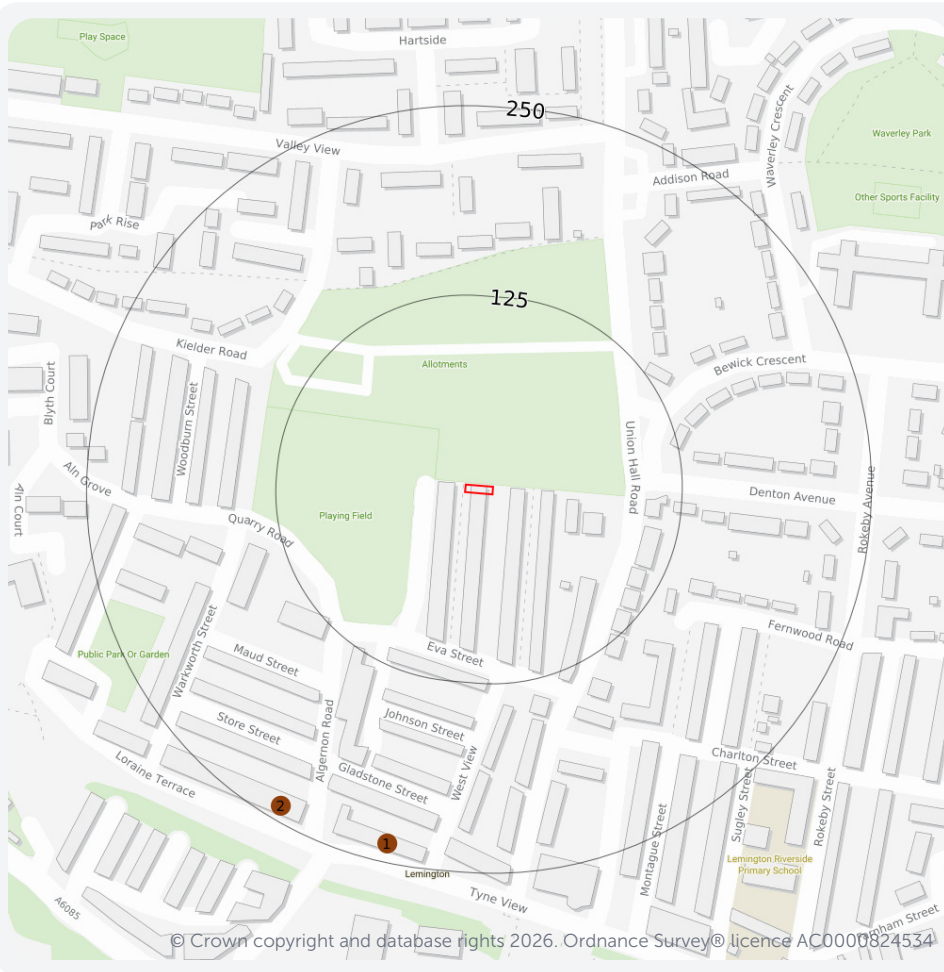 Play Space
Hartside
250
Valley View
Waverley Crescent
Waverley Park
Addison Road
Other Sports Facility
Park Rise
125
Kielder Road
Allotments
Bewick Crescent
Blyth Court
Woodburn Street
Union Hall Road
Aln Grove
Denton Avenue
Rokeby Avenue
Aln Court
Playing Field
Quarry Road
Fernwood Road
Eva Street
Maud Street
Public Park Or Garden
Warkworth Street
Johnson Street
Store Street
Algernon Road
West View
Charlton Street
Loraine Terrace
Gladstone Street
2
1
Sugley Street
Rokeby Street
Montague Street
Lemington Riverside
Primary School
Lemington
Tyne View
A6085
Farnham Street
© Crown copyright and database rights 2026. Ordnance Survey® licence AC0000824534